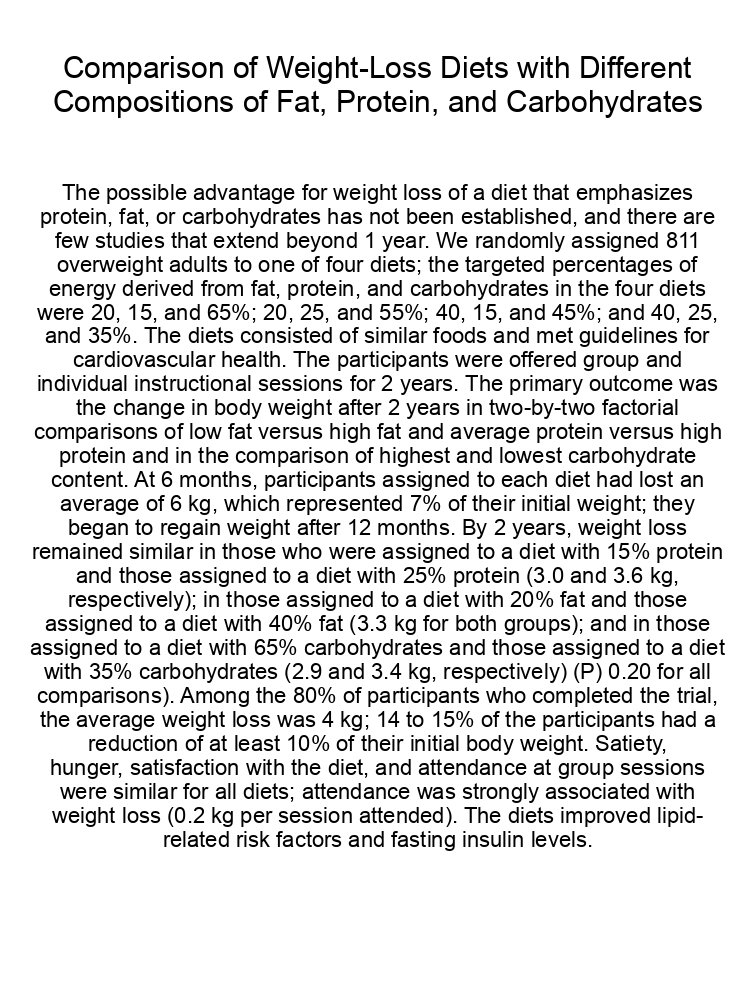 Comparison of Weight-Loss Diets with Different
Compositions of Fat, Protein, and Carbohydrates
The possible advantage for weight loss of a diet that emphasizes
protein, fat, or carbohydrates has not been established, and there are
few studies that extend beyond 1 year. We randomly assigned 811
overweight adults to one of four diets; the targeted percentages of
energy derived from fat, protein, and carbohydrates in the four diets
were 20, 15, and 65%; 20, 25, and 55%; 40, 15, and 45%; and 40, 25,
and 35%. The diets consisted of similar foods and met guidelines for
cardiovascular health. The participants were offered group and
individual instructional sessions for 2 years. The primary outcome was
the change in body weight after 2 years in two-by-two factorial
comparisons of low fat versus high fat and average protein versus high
protein and in the comparison of highest and lowest carbohydrate
content. At 6 months, participants assigned to each diet had lost an
average of 6 kg, which represented 7% of their initial weight; they
began to regain weight after 12 months. By 2 years, weight loss
remained similar in those who were assigned to a diet with 15% protein
and those assigned to a diet with 25% protein (3.0 and 3.6 kg,
respectively); in those assigned to a diet with 20% fat and those
assigned to a diet with 40% fat (3.3 kg for both groups); and in those
assigned to a diet with 65% carbohydrates and those assigned to a diet
with 35% carbohydrates (2.9 and 3.4 kg, respectively) (P) 0.20 for all
comparisons). Among the 80% of participants who completed the trial,
the average weight loss was 4 kg; 14 to 15% of the participants had a
reduction of at least 10% of their initial body weight. Satiety,
hunger, satisfaction with the diet, and attendance at group sessions
were similar for all diets; attendance was strongly associated with
weight loss (0.2 kg per session attended). The diets improved lipid-
related risk factors and fasting insulin levels.